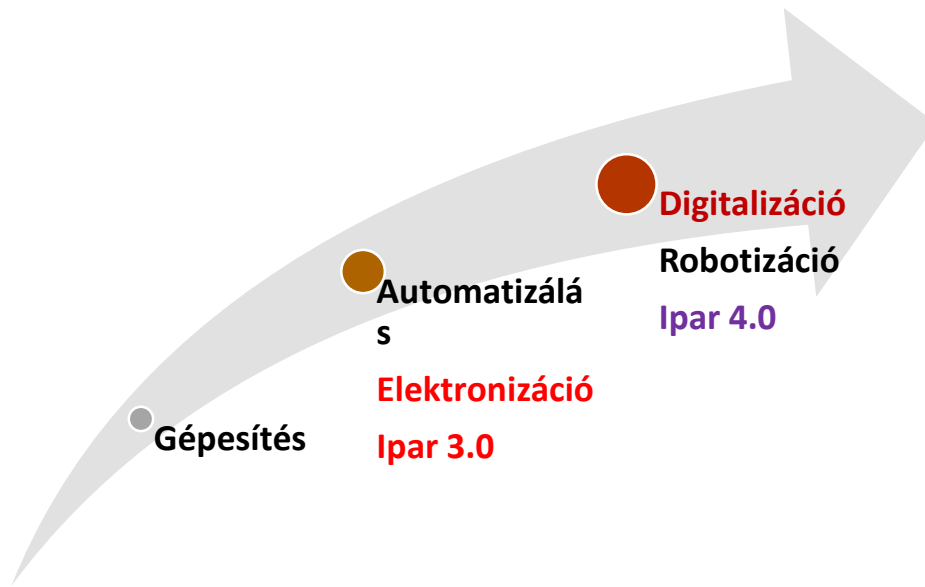 Gépesítés
Automatizálá
s
Elektronizáció
Ipar 3.0
Digitalizáció
Robotizáció
Ipar 4.0